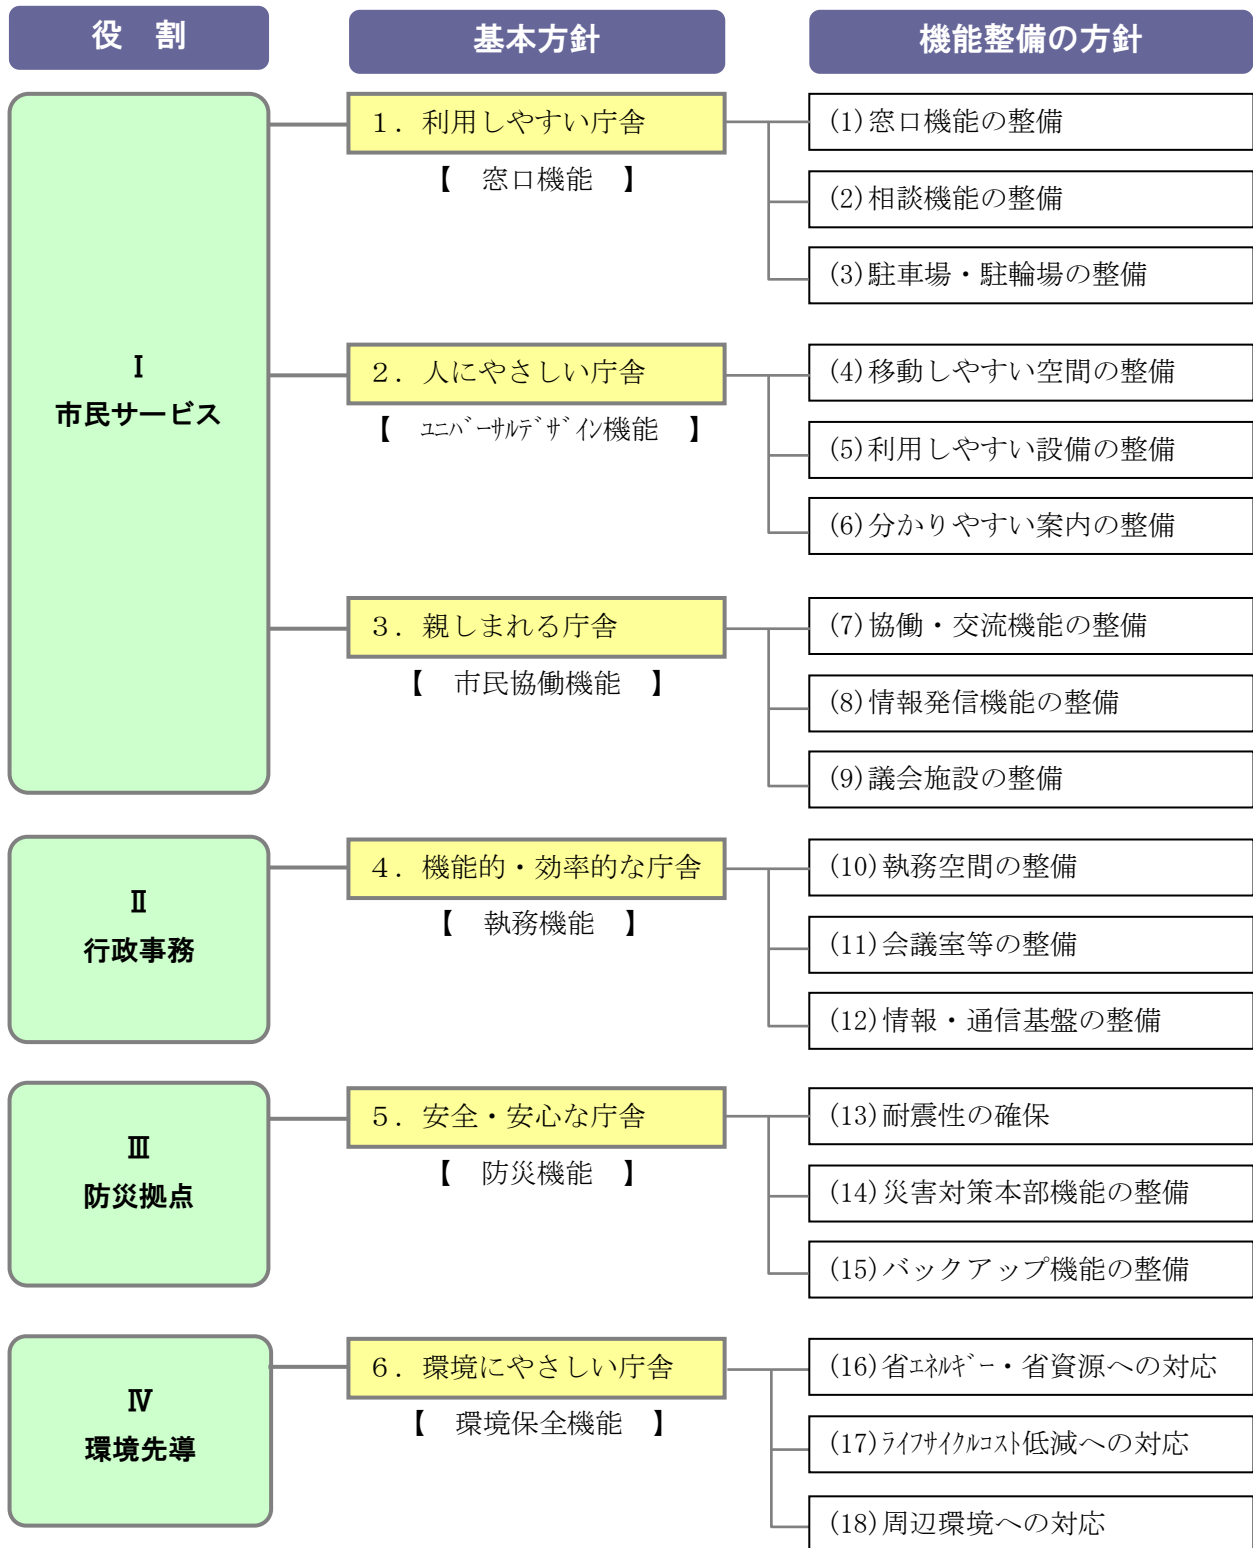 役 割
基本方針
機能整備の方針
Ⅰ
市民サービス
1. 利用しやすい庁舎
【 窓口機能 】
(1)窓口機能の整備
(2)相談機能の整備
(3)駐車場・駐輪場の整備
2. 人にやさしい庁舎
【 ユニバーサルデザイン機能 】
(4)移動しやすい空間の整備
(5)利用しやすい設備の整備
(6)分かりやすい案内の整備
3. 親しまれる庁舎
【 市民協働機能 】
(7)協働・交流機能の整備
(8)情報発信機能の整備
(9)議会施設の整備
Ⅱ
行政事務
4. 機能的・効率的な庁舎
【 執務機能 】
(10)執務空間の整備
(11)会議室等の整備
(12)情報・通信基盤の整備
Ⅲ
防災拠点
5. 安全・安心な庁舎
【 防災機能 】
(13)耐震性の確保
(14)災害対策本部機能の整備
(15)バックアップ機能の整備
Ⅳ
環境先導
6. 環境にやさしい庁舎
【 環境保全機能 】
(16)省エネルギー・省資源への対応
(17)ライフサイクルコスト低減への対応
(18)周辺環境への対応